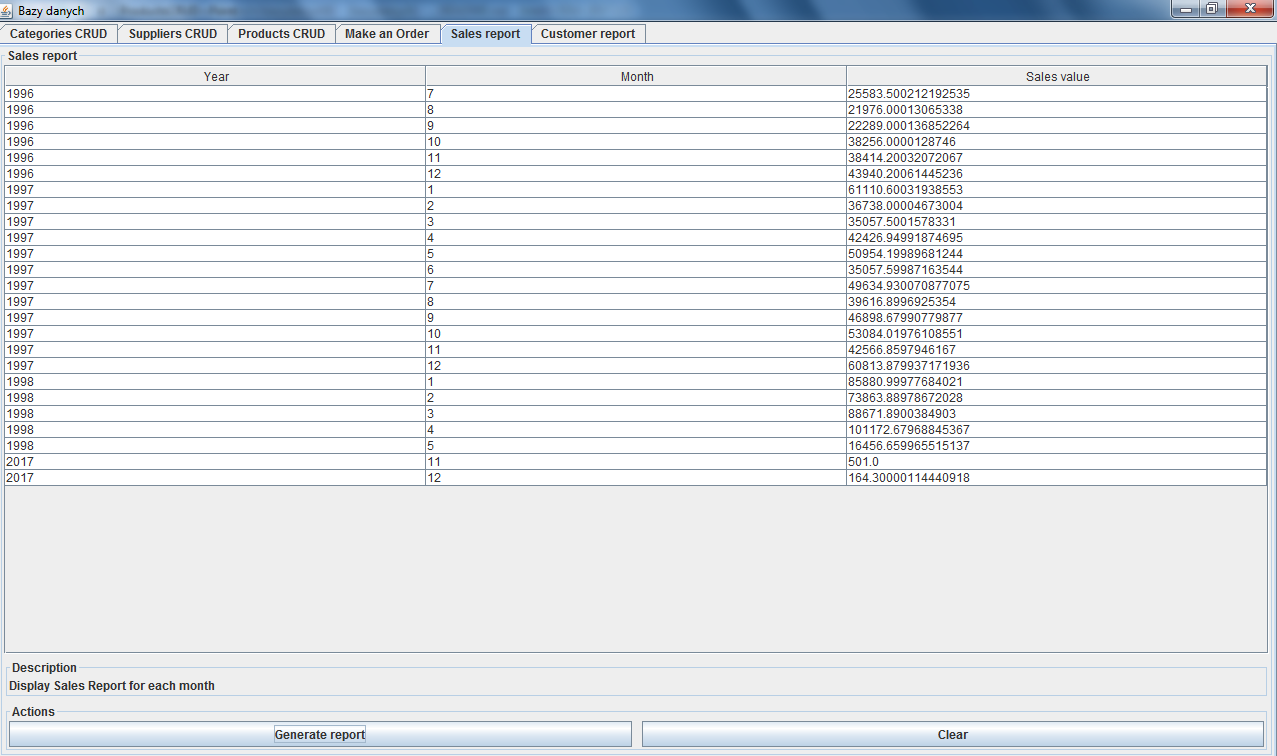 Bazy danych
Categories CRUD Suppliers CRUD Products CRUD Make an Order Sales report Customer report
Sales report
Year Month Sales value
1996 7 25583.500212192535
1996 8 21976.00013065338
1996 9 22289.000136852264
1996 10 38256.0000128746
1996 11 38414.20032072067
1996 12 43940.20061445236
1997 1 61110.60031938553
1997 2 36738.00004673004
1997 3 35057.5001578331
1997 4 42426.94991874695
1997 5 50954.19989681244
1997 6 35057.59987163544
1997 7 49634.930070877075
1997 8 39616.8996925354
1997 9 46898.67990779877
1997 10 53084.01976108551
1997 11 42566.8597946167
1997 12 60813.879937171936
1998 1 85880.99977684021
1998 2 73863.88978672028
1998 3 88671.8900384903
1998 4 101172.67968845367
1998 5 16456.659965515137
2017 11 501.0
2017 12 164.30000114440918
Description
Display Sales Report for each month
Actions
Generate report Clear